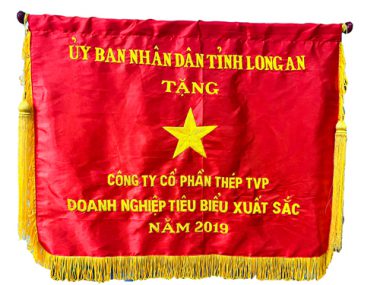 ỦY BAN NHÂN DÂN TỈNH LONG AN
TẶNG
CÔNG TY CỔ PHẦN THÉP TVP
DOANH NGHIỆP TIÊU BIỂU XUẤT SẮC
NĂM 2019